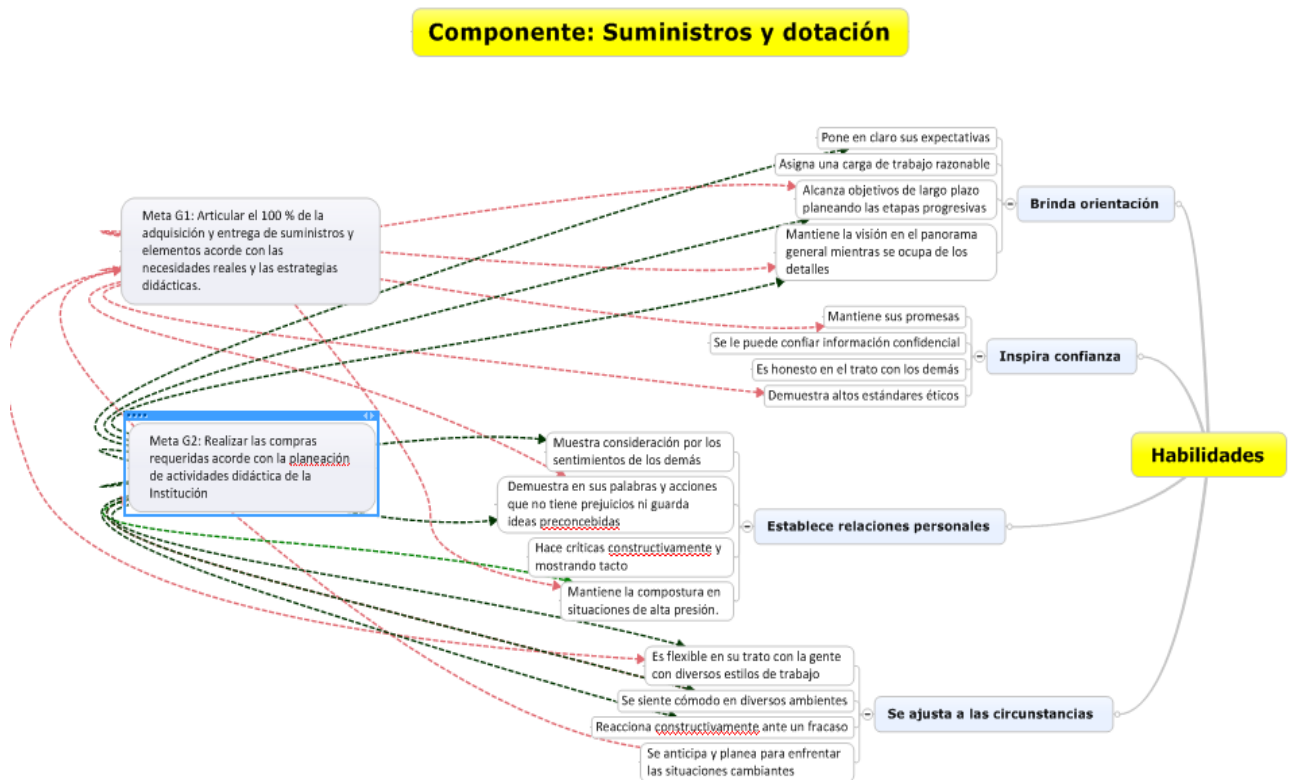 Componente: Suministros y dotación
Meta G1: Articular el 100 % de la
adquisición y entrega de suministros y
elementos acorde con las
necesidades reales y las estrategias
didácticas.
Meta G2: Realizar las compras
requeridas acorde con la planeación
de actividades didáctica de la
Institución
Pone en claro sus expectativas
Asigna una carga de trabajo razonable
Alcanza objetivos de largo plazo
planeando las etapas progresivas
Mantiene la visión en el panorama
general mientras se ocupa de los
detalles
Brinda orientación
Mantiene sus promesas
Se le puede confiar información confidencial
Es honesto en el trato con los demás
Demuestra altos estándares éticos
Inspira confianza
Muestra consideración por los
sentimientos de los demás
Demuestra en sus palabras y acciones
que no tiene prejuicios ni guarda
ideas preconcebidas
Hace críticas constructivamente y
mostrando tacto
Mantiene la compostura en
situaciones de alta presión.
Establece relaciones personales
Es flexible en su trato con la gente
con diversos estilos de trabajo
Se siente cómodo en diversos ambientes
Reacciona constructivamente ante un fracaso
Se anticipa y planea para enfrentar
las situaciones cambiantes
Se ajusta a las circunstancias
Habilidades